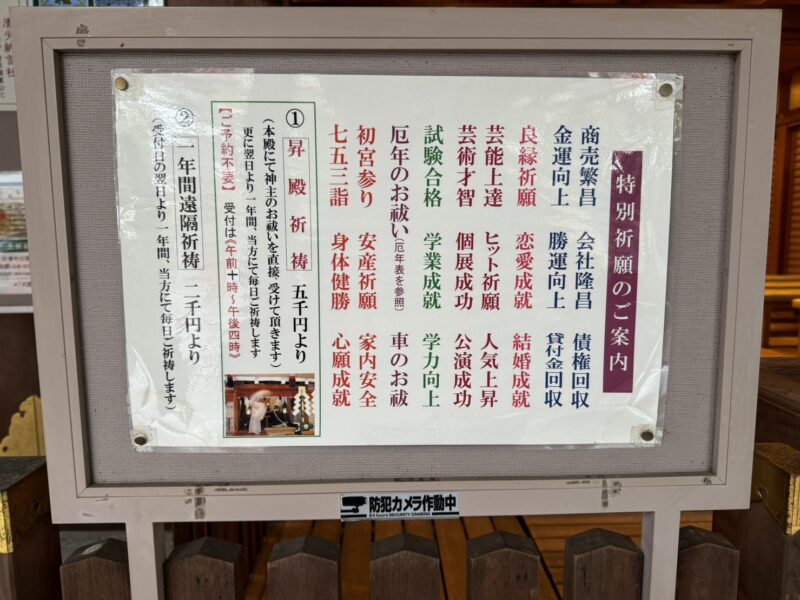 特別祈願のご案内
商売繁昌 会社隆昌 債権回収
金運向上 勝運向上 貸付金回収
良縁祈願 恋愛成就 結婚成就
芸能上達 ヒット祈願 人気上昇
芸術才智 個展成功 公演成功
試験合格 学業成就 学力向上
厄年のお祓い(厄年表を参照) 車のお祓
初宮参り 安産祈願 家内安全
七五三詣 身体健勝 心願成就
① 昇殿祈祷 五千円より
(本殿にて神主のお祓いを直接、受けて頂きます)
更に翌日より一年間、当方にて毎日ご祈祷します
【ご予約不要】 受付は《午前十時～午後四時》
② 一年間遠隔祈祷 二千円より
(受付日の翌日より一年間、当方にて毎日ご祈祷します)
防犯カメラ作動中
24 hours SECURITY CAMERA